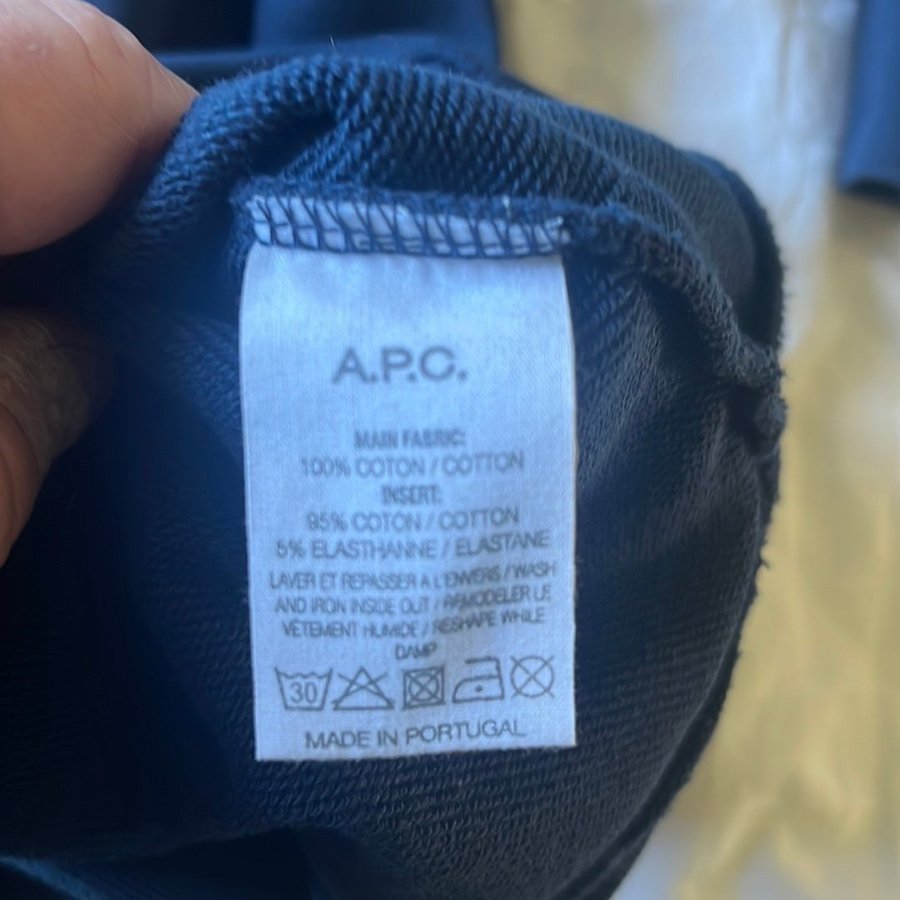 A.P.C.
MAIN FABRIC:
100% COTON / COTTON
INSERT:
95% COTON / COTTON
5% ELASTHANNE / ELASTANE
LAVER ET REPASSER A L'ENVERS / WASH
AND IRON INSIDE OUT / REMODELER LE
VÊTEMENT HUMIDE / RESHAPE WHILE
DAMP
30
MADE IN PORTUGAL